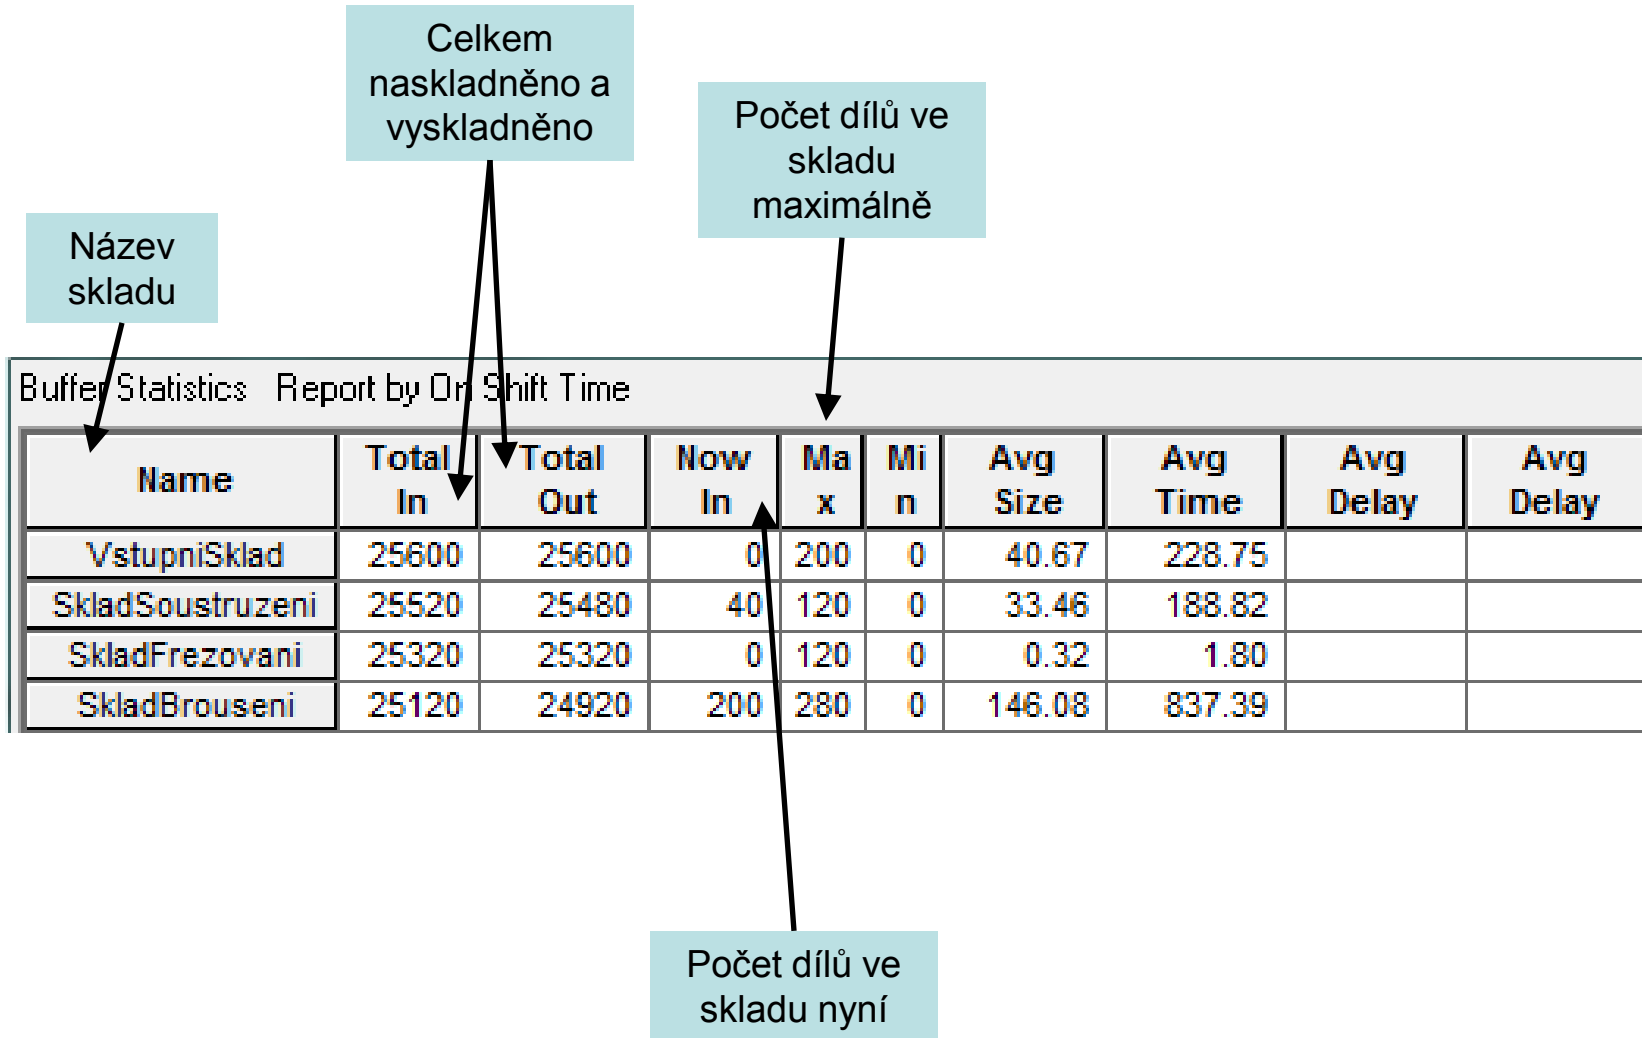 Celkem
naskladněno a
vyskladněno
Počet dílů ve
skladu
maximálně
Název
skladu
Buffer Statistics Report by On Shift Time
Name Total In Total Out Now In Max Min Avg Size Avg Time Avg Delay Avg Delay
VstupniSklad 25600 25600 0 200 0 40.67 228.75
SkladSoustruzeni 25520 25480 40 120 0 33.46 188.82
SkladFrezovani 25320 25320 0 120 0 0.32 1.80
SkladBrouseni 25120 24920 200 280 0 146.08 837.39
Počet dílů ve
skladu nyní